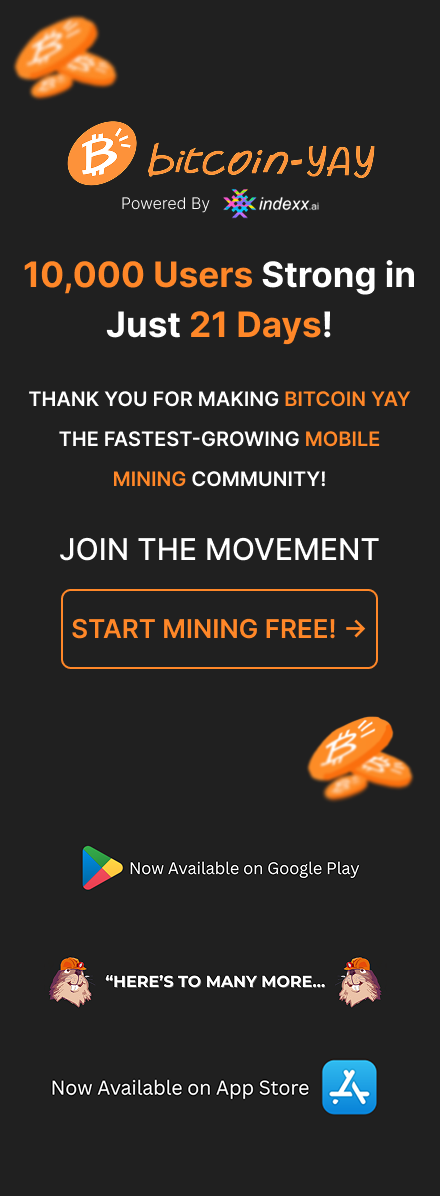 bitcoin-YAY
Powered By indexx.ai
10,000 Users Strong in
Just 21 Days!
THANK YOU FOR MAKING BITCOIN YAY
THE FASTEST-GROWING MOBILE
MINING COMMUNITY!
JOIN THE MOVEMENT
START MINING FREE! →
Now Available on Google Play
“HERE’S TO MANY MORE...
Now Available on App Store